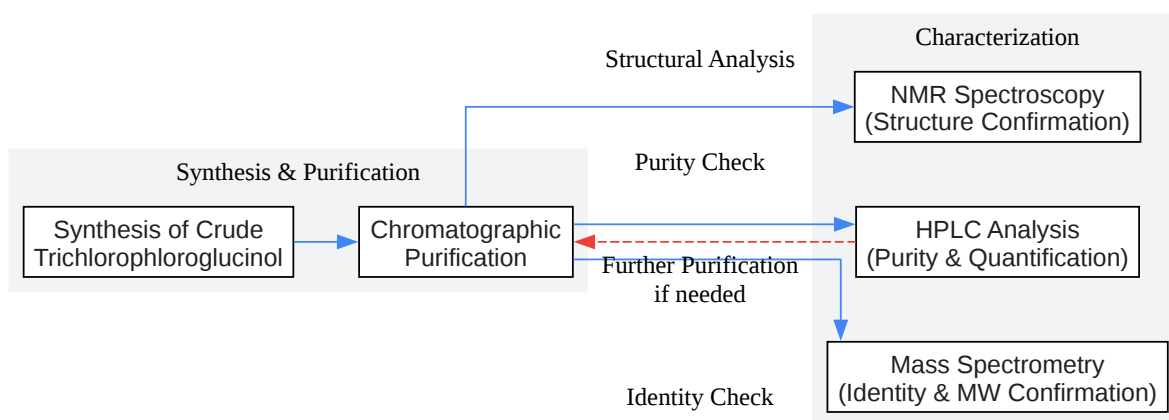 Characterization
Structural Analysis
NMR Spectroscopy
(Structure Confirmation)
Purity Check
Synthesis & Purification
Synthesis of Crude
Trichlorophloroglucinol
Chromatographic
Purification
HPLC Analysis
(Purity & Quantification)
Further Purification
if needed
Mass Spectrometry
(Identity & MW Confirmation)
Identity Check